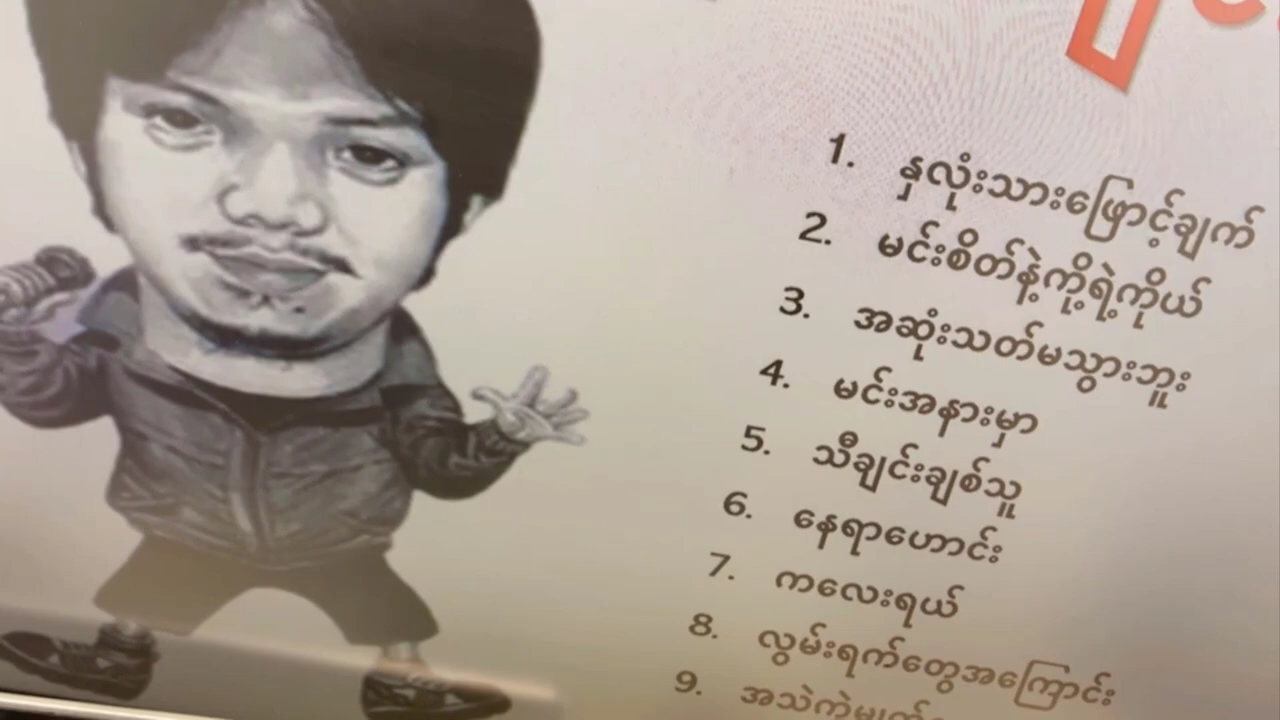 1. နှလုံးသားဖြောင့်ချက်
2. မင်းစိတ်နဲ့ကို့ရဲ့ကိုယ်
3. အဆုံးသတ်မသွားဘူး
4. မင်းအနားမှာ
5. သီချင်းချစ်သူ
6. နေရာဟောင်း
7. ကလေးရယ်
8. လွမ်းရက်တွေအကြောင်း
9.